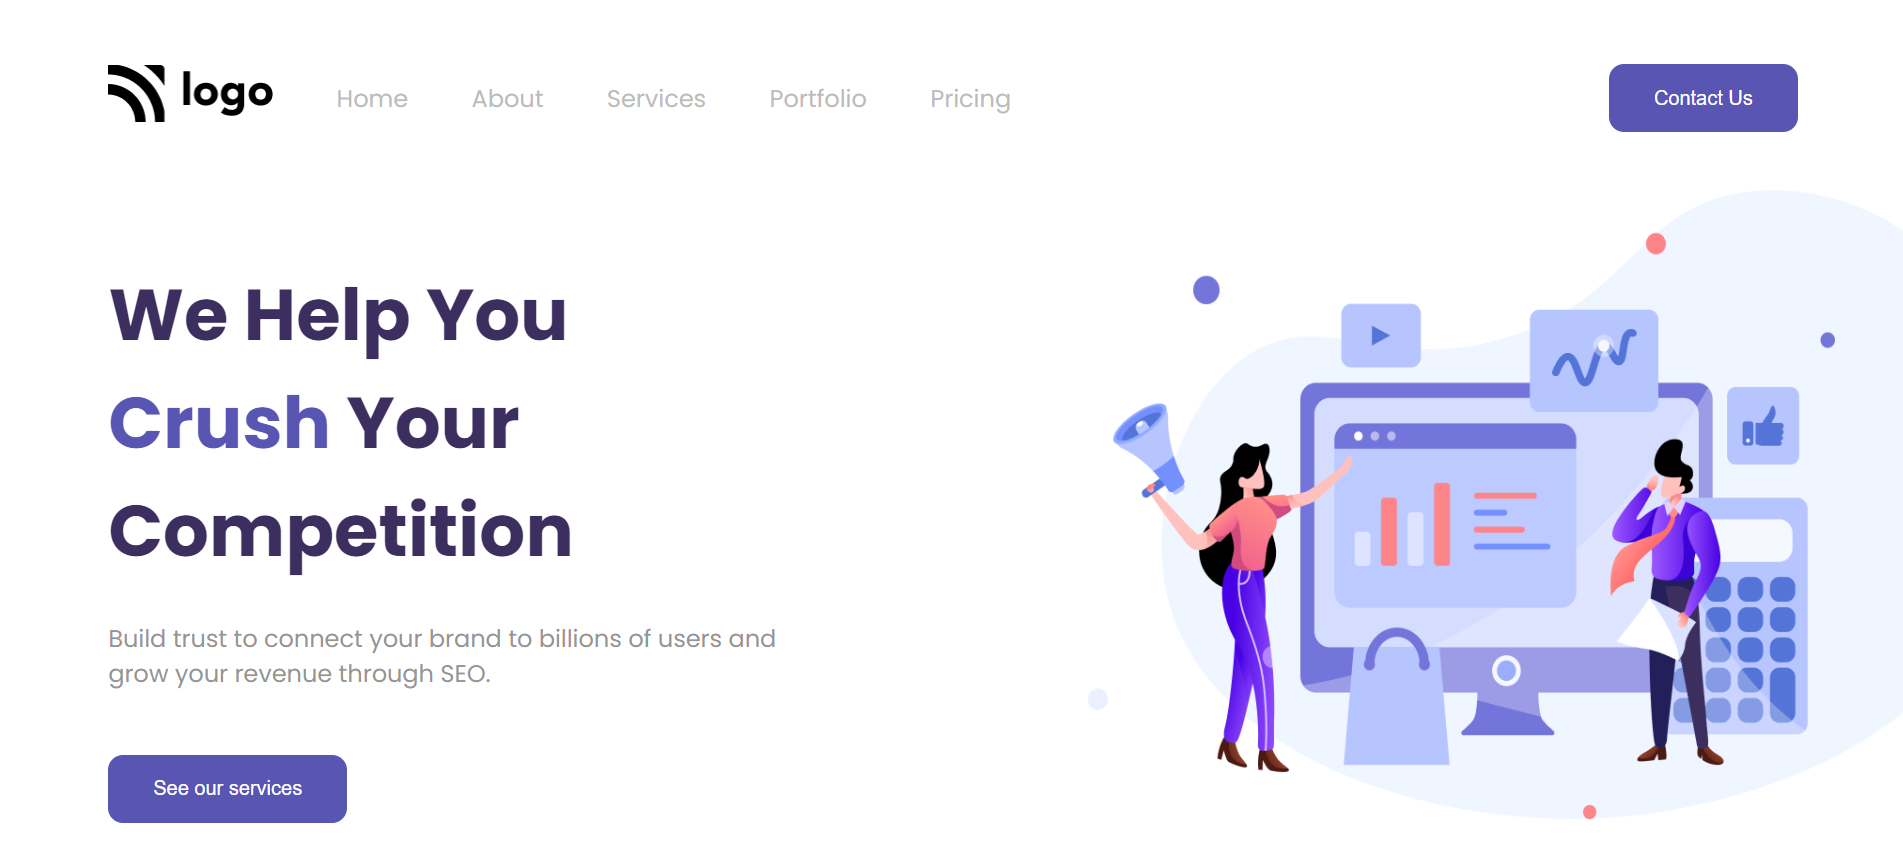 logo
Home
About
Services
Portfolio
Pricing
Contact Us
We Help You
Crush Your
Competition
Build trust to connect your brand to billions of users and
grow your revenue through SEO.
See our services